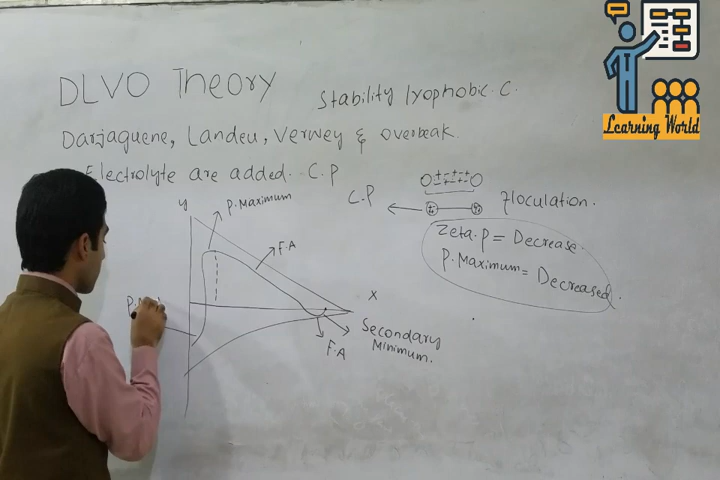 DLVO Theory
Stability lyophobic. C.
Darjaquene, Landeu, Verwey & overbeak.
Electrolyte are added. C.P
C.P
Floculation.
Zeta.p = Decrease.
P. Maximum = Decreased.
y
P. Maximum
F.A
X
Secondary
Minimum.
F.A
Learning World